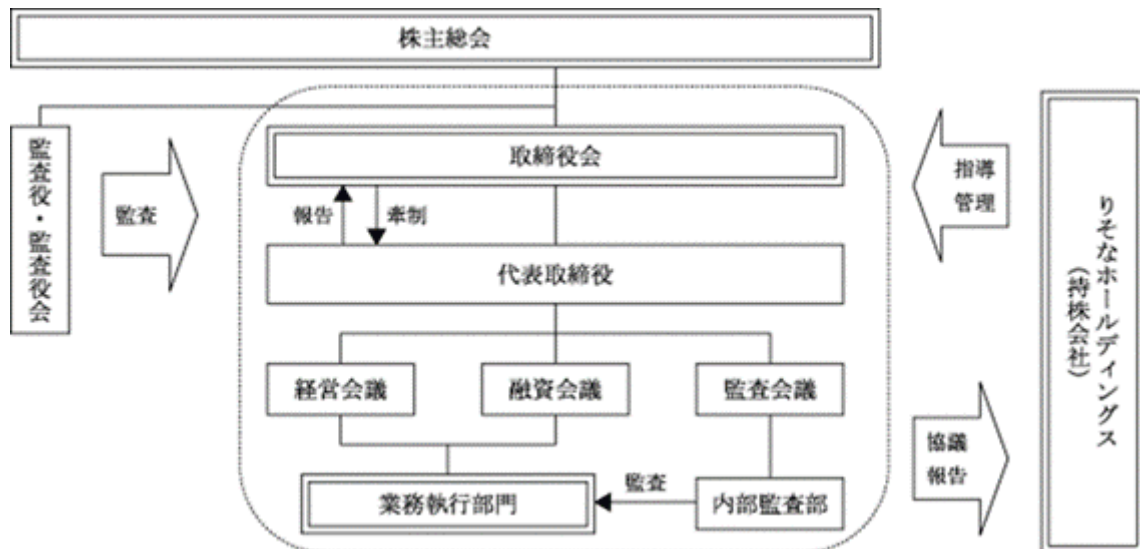 株主総会
監査役・監査役会
監査
取締役会
報告
牽制
代表取締役
経営会議
融資会議
監査会議
業務執行部門
監査
内部監査部
指導
管理
協議
報告
りそなホールディングス
(持株会社)